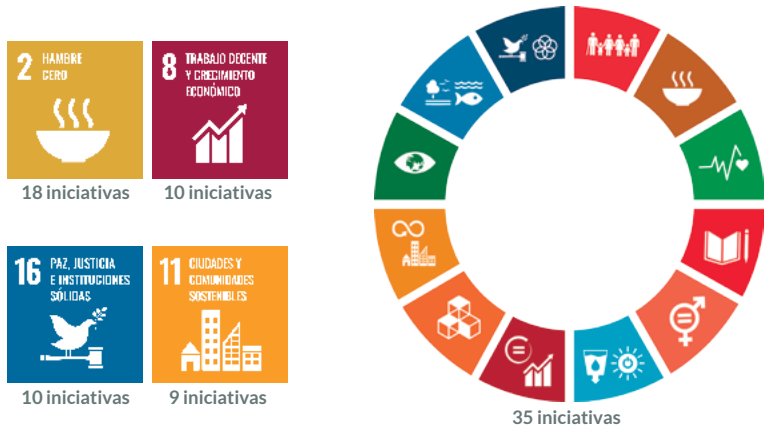 2 HAMBRE
CERO
18 iniciativas
8 TRABAJO DECENTE
Y CRECIMIENTO
ECONÓMICO
10 iniciativas
16 PAZ, JUSTICIA
E INSTITUCIONES
SÓLIDAS
10 iniciativas
11 CIUDADES Y
COMUNIDADES
SOSTENIBLES
9 iniciativas
35 iniciativas